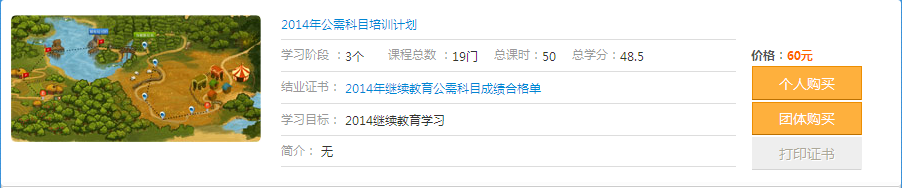 2014年公需科目培训计划
学习阶段 ：3个 课程总数 ：19门 总课时：50 总学分：48.5
结业证书： 2014年继续教育公需科目成绩合格单
学习目标： 2014继续教育学习
简介： 无
价格：60元
个人购买
团体购买
打印证书